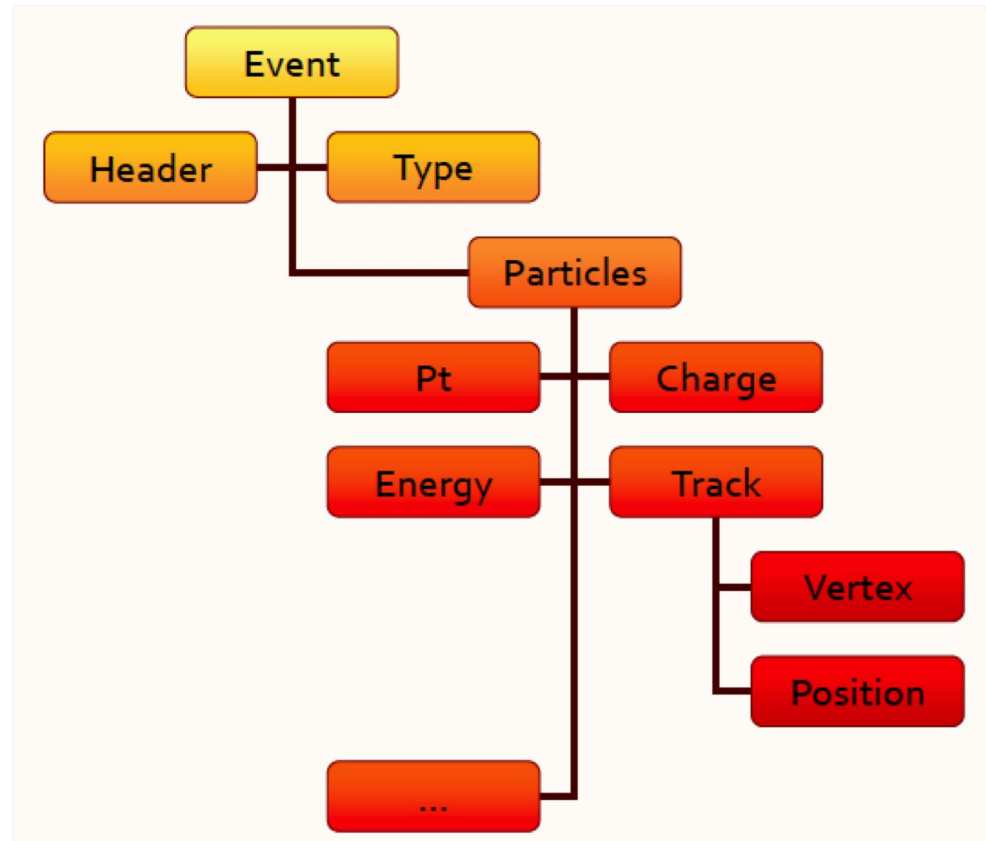 Event
Header
Type
Particles
Pt
Charge
Energy
Track
Vertex
Position
...